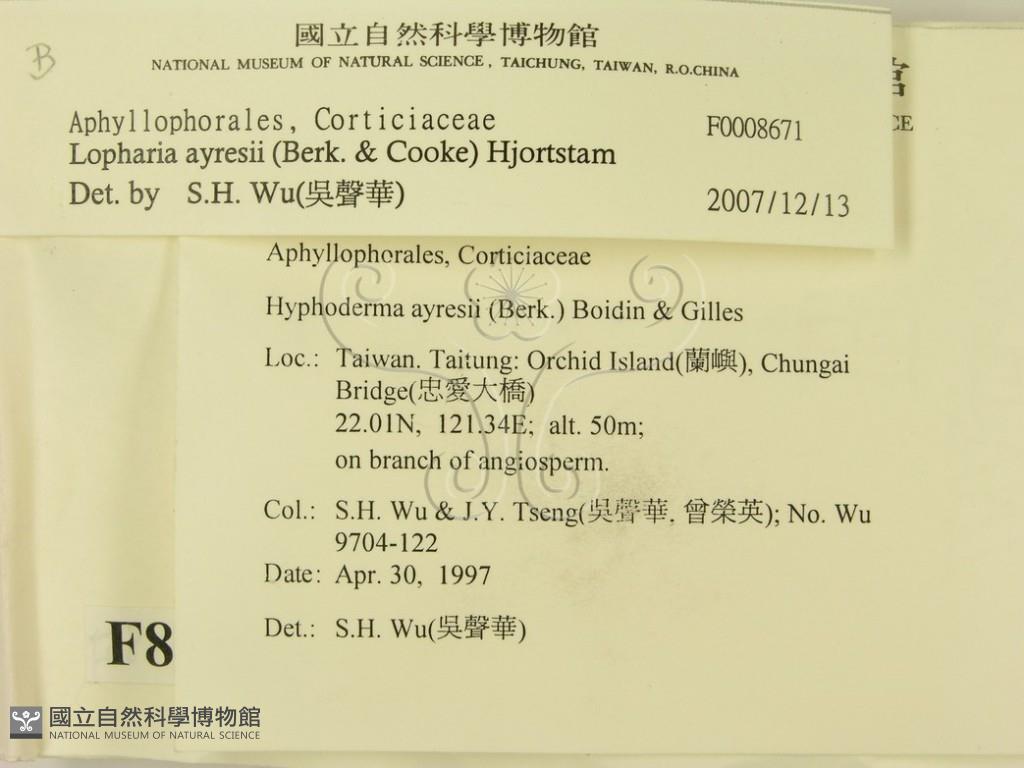 B
國立自然科學博物館
NATIONAL MUSEUM OF NATURAL SCIENCE, TAICHUNG, TAIWAN, R.O.CHINA
Aphyllophorales, Corticiaceae F0008671
Lopharia ayresii (Berk. & Cooke) Hjortstam
Det. by S.H. Wu(吳聲華) 2007/12/13
CE
Aphyllophorales, Corticiaceae
Hyphoderma ayresii (Berk.) Boidin & Gilles
Loc.: Taiwan. Taitung: Orchid Island(蘭嶼), Chungai
Bridge(忠愛大橋)
22.01N, 121.34E; alt. 50m;
on branch of angiosperm.
Col.: S.H. Wu & J.Y. Tseng(吳聲華, 曾榮英); No. Wu
9704-122
Date: Apr. 30, 1997
Det.: S.H. Wu(吳聲華)
F8
國立自然科學博物館
NATIONAL MUSEUM OF NATURAL SCIENCE